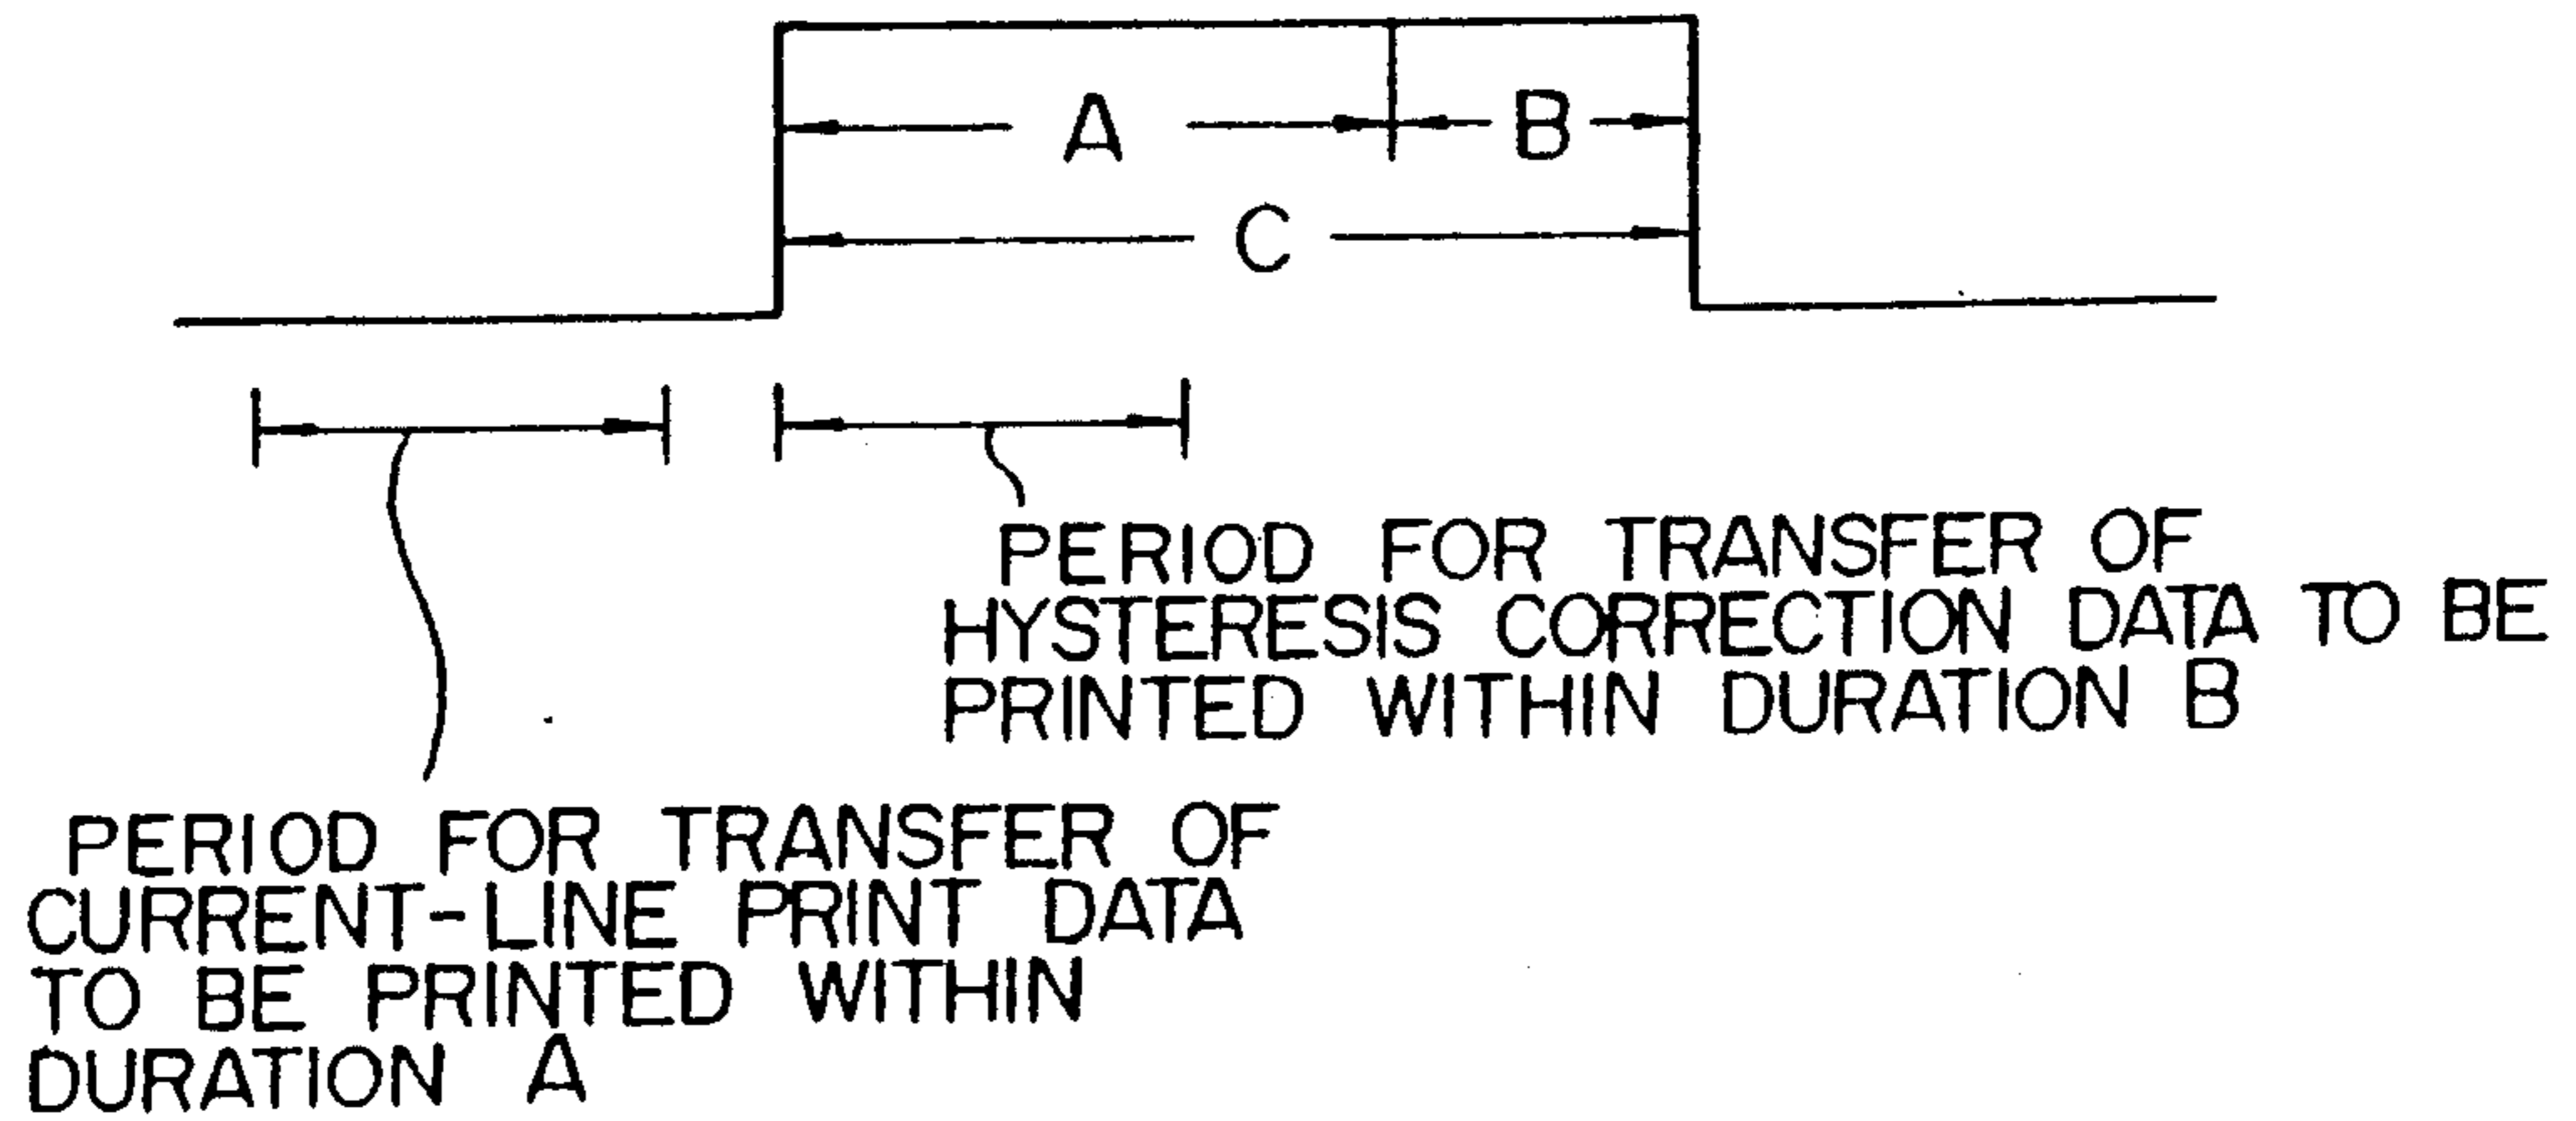 A
B
C
PERIOD FOR TRANSFER OF
HYSTERESIS CORRECTION DATA TO BE
PRINTED WITHIN DURATION B
PERIOD FOR TRANSFER OF
CURRENT-LINE PRINT DATA
TO BE PRINTED WITHIN
DURATION A